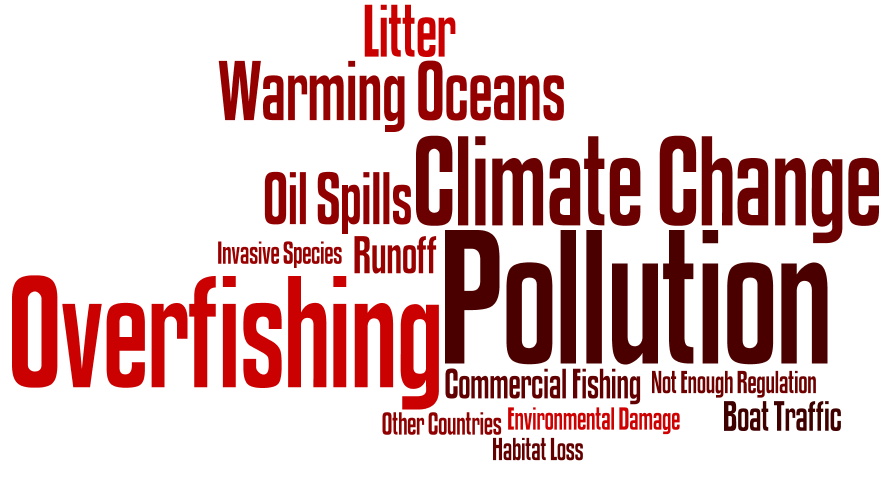 Litter
Warming Oceans
Climate Change
Oil Spills
Pollution
Invasive Species
Runoff
Overfishing
Commercial Fishing
Not Enough Regulation
Boat Traffic
Other Countries
Environmental Damage
Habitat Loss